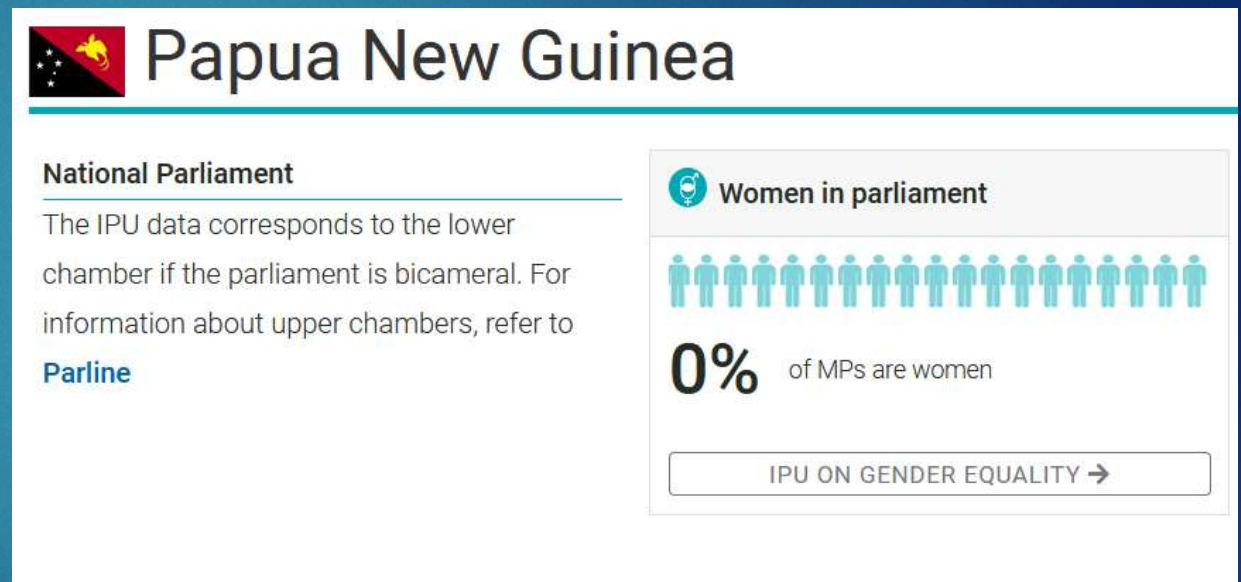 Papua New Guinea
National Parliament
The IPU data corresponds to the lower
chamber if the parliament is bicameral. For
information about upper chambers, refer to
Parline
Women in parliament
0% of MPs are women
IPU ON GENDER EQUALITY →